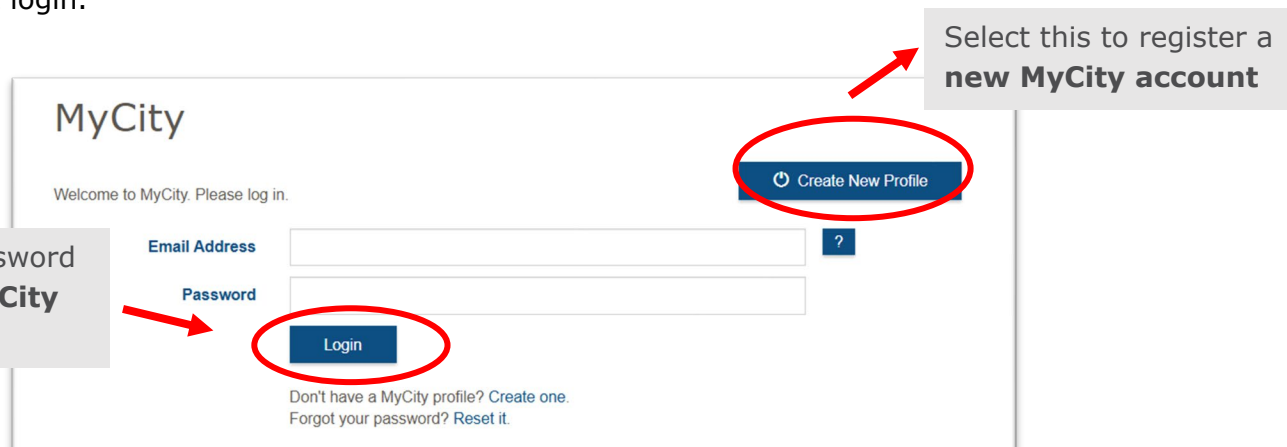 login.
Select this to register a
new MyCity account
MyCity
Create New Profile
Welcome to MyCity. Please log in.
Email Address
?
City
Password
Login
Don't have a MyCity profile? Create one.
Forgot your password? Reset it.